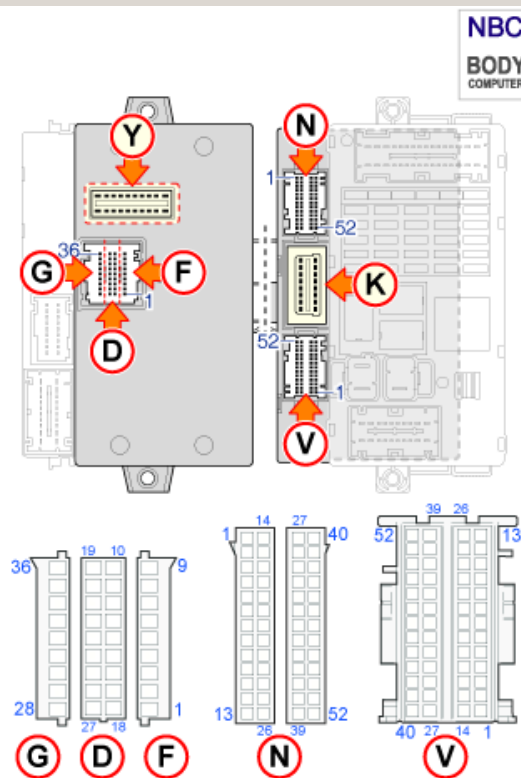 NBC
BODY
COMPUTER
Y
N
1
52
36
G
F
K
1
D
52
1
V
39 26
14 27
52 13
19 10
1 40
36 9
28 1
13 52
27 18
26 39
40 27 14 1
G D F N V